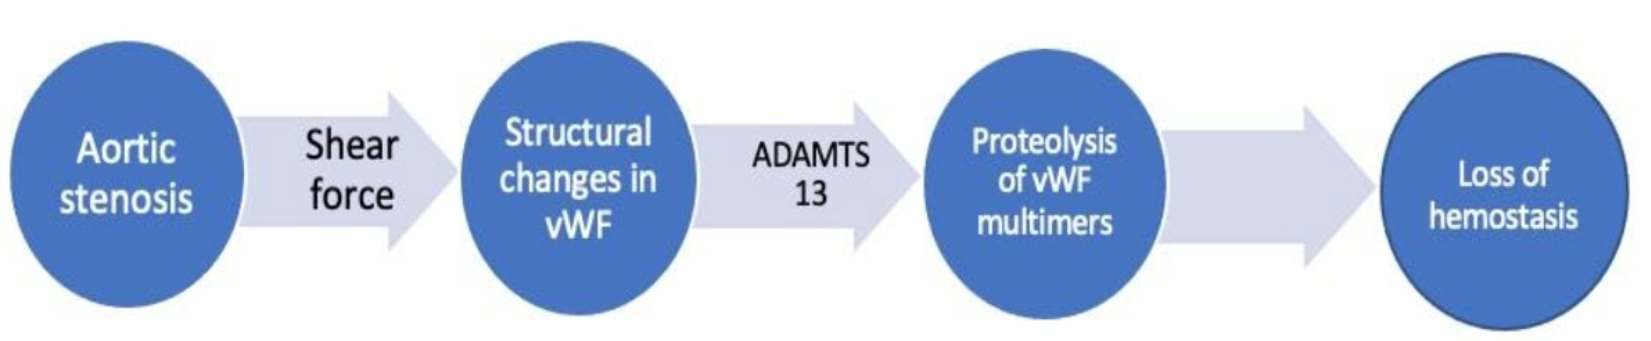 Aortic
stenosis
Shear
force
Structural
changes in
vWF
ADAMTS
13
Proteolysis
of vWF
multimers
Loss of
hemostasis